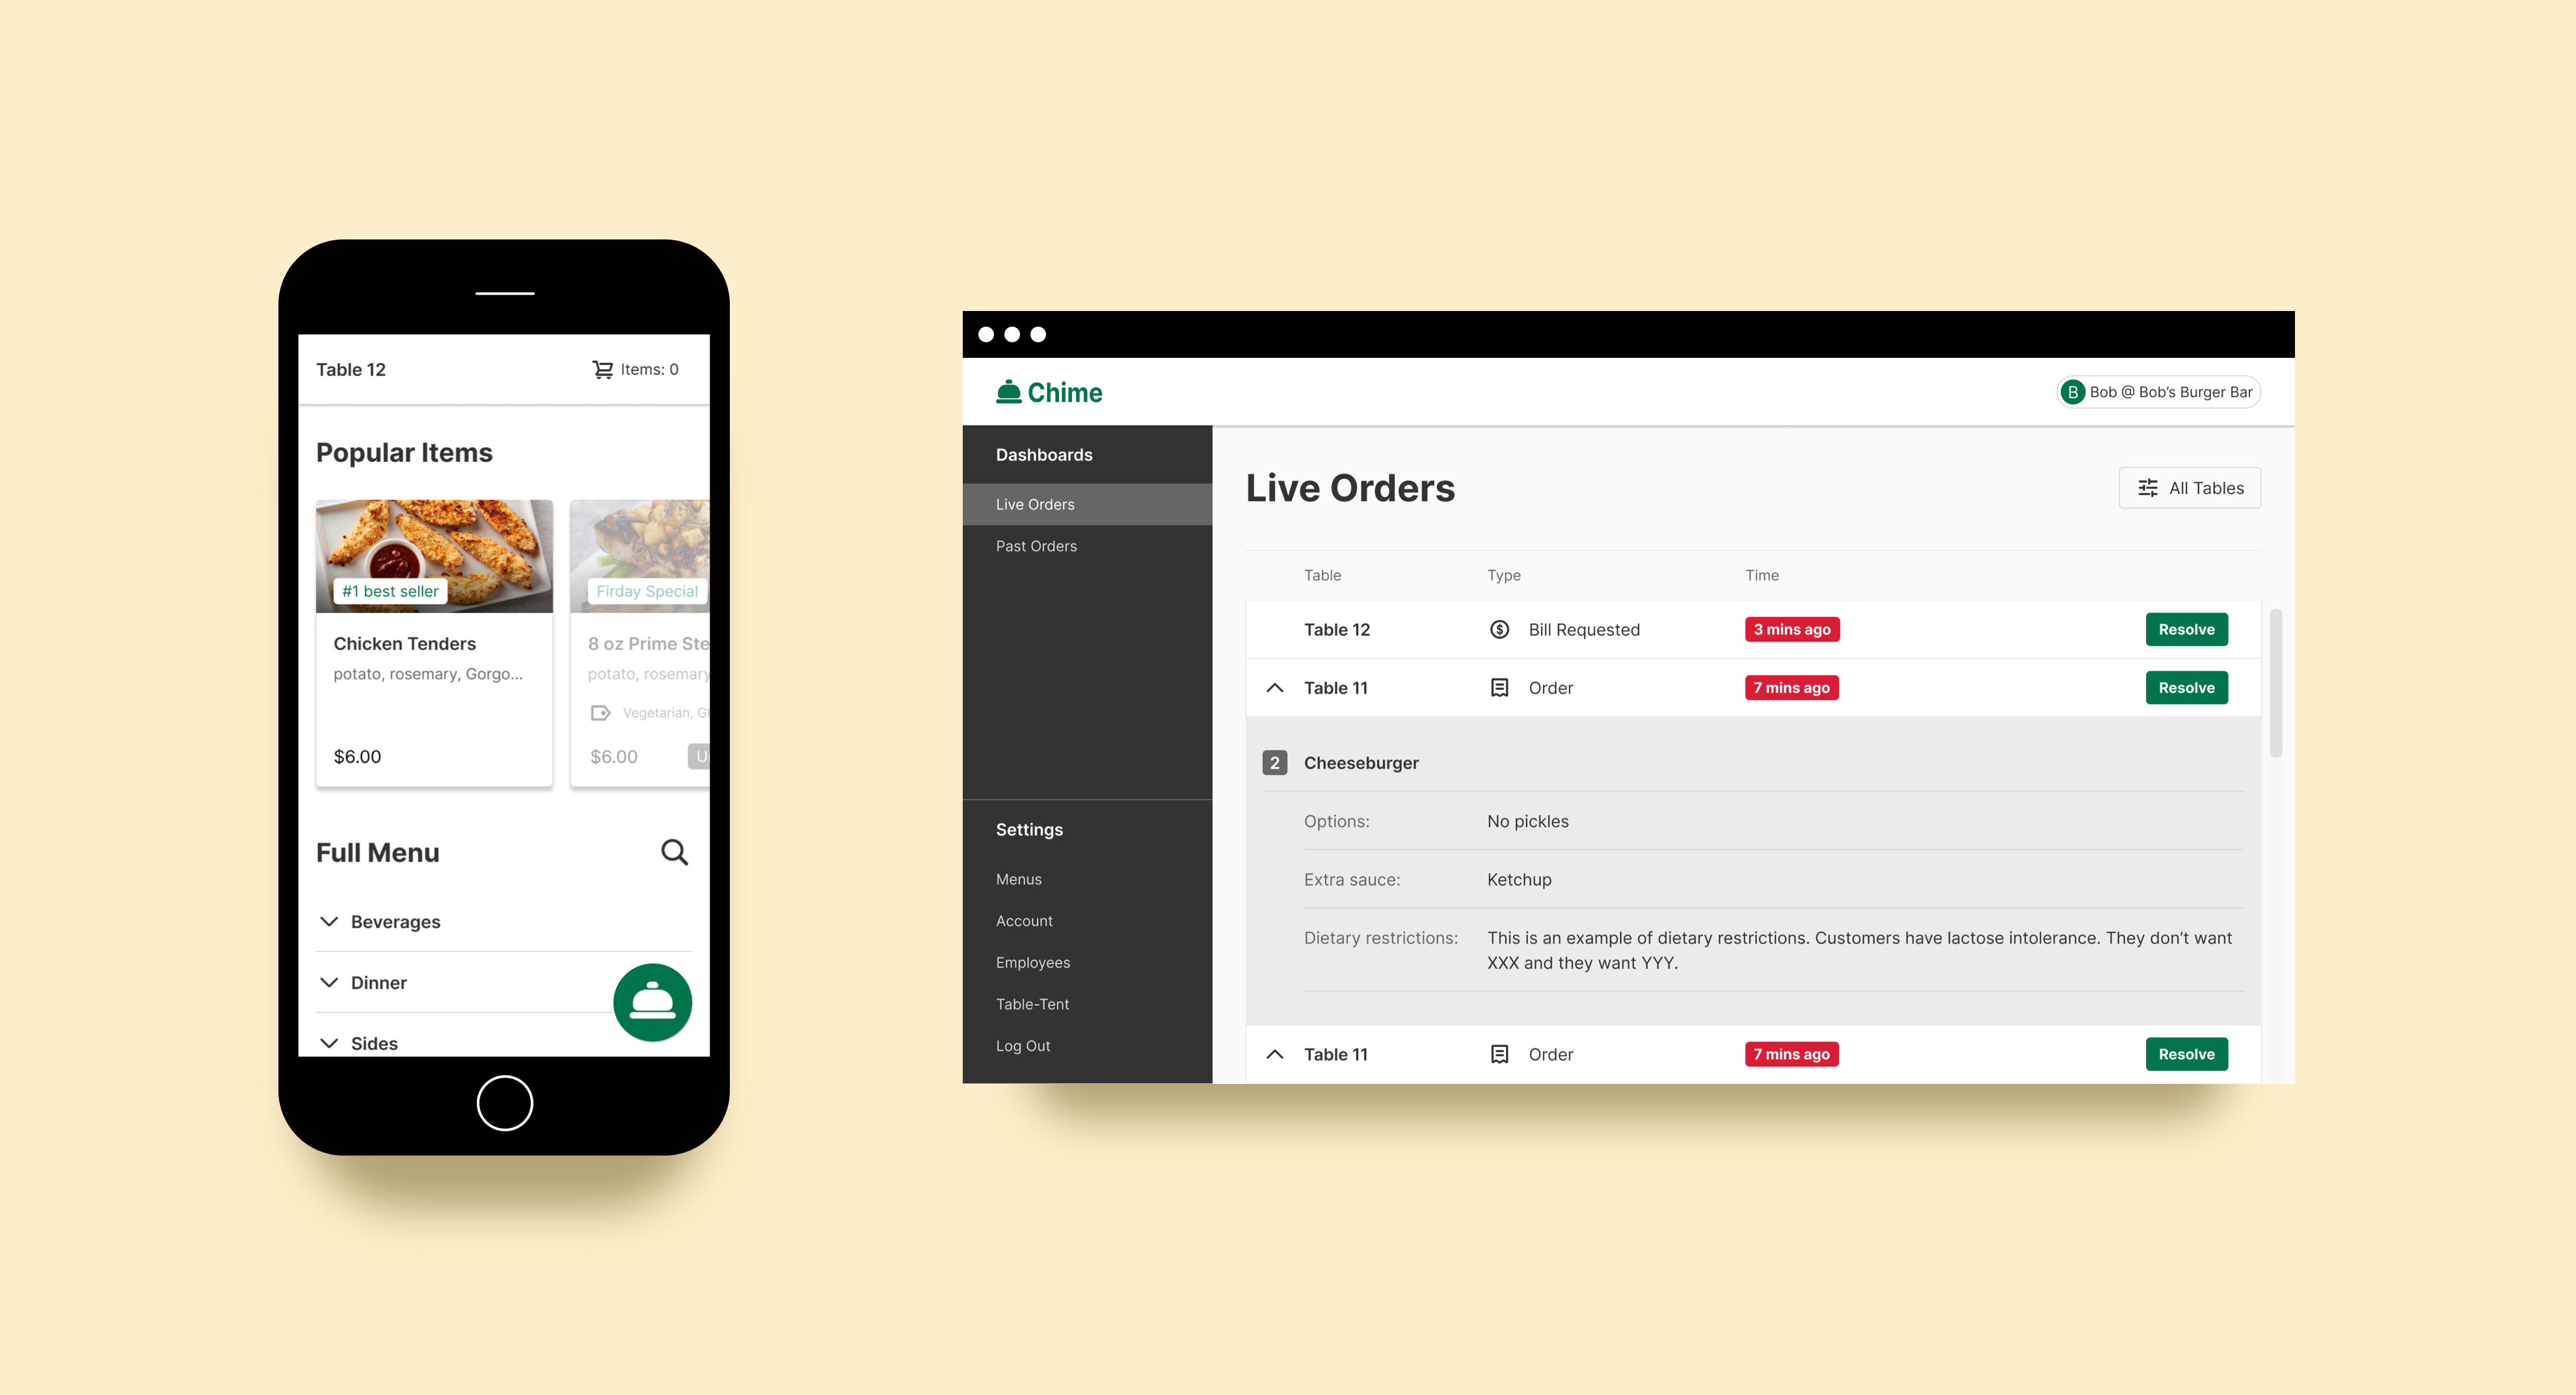 Table 12
Items: 0
Popular Items
#1 best seller
Firday Special
Chicken Tenders
8 oz Prime Ste
potato, rosemary, Gorgo...
potato, rosemary
Vegetarian, Gl
$6.00
$6.00
U
Full Menu
Beverages
Dinner
Sides
Chime
B Bob @ Bob's Burger Bar
Dashboards
Live Orders
Past Orders
Settings
Menus
Account
Employees
Table-Tent
Log Out
Live Orders
All Tables
Table Type Time
Table 12 Bill Requested 3 mins ago Resolve
Table 11 Order 7 mins ago Resolve
2 Cheeseburger
Options: No pickles
Extra sauce: Ketchup
Dietary restrictions: This is an example of dietary restrictions. Customers have lactose intolerance. They don't want
XXX and they want YYY.
Table 11 Order 7 mins ago Resolve